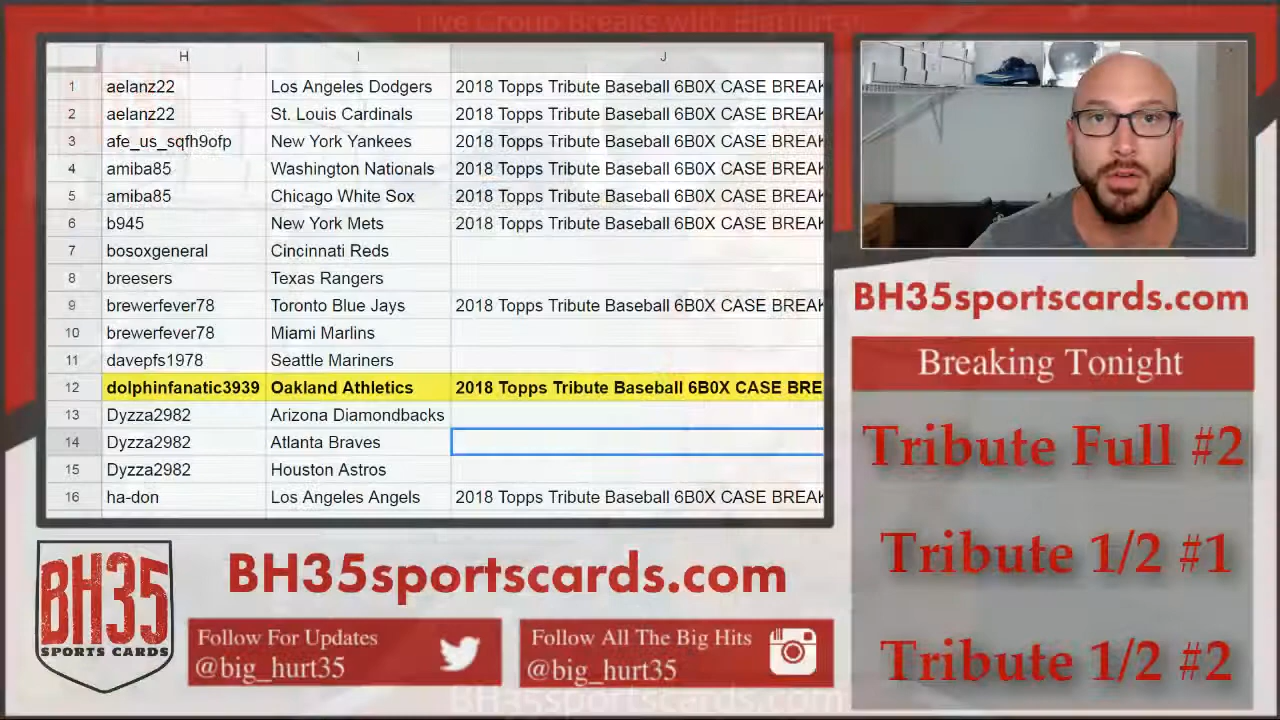 Live Group Breaks with BigHurt35
H I J
1 aelanz22 Los Angeles Dodgers 2018 Topps Tribute Baseball 6B0X CASE BREAK
2 aelanz22 St. Louis Cardinals 2018 Topps Tribute Baseball 6B0X CASE BREAK
3 afe_us_sqfh9ofp New York Yankees 2018 Topps Tribute Baseball 6B0X CASE BREAK
4 amiba85 Washington Nationals 2018 Topps Tribute Baseball 6B0X CASE BREAK
5 amiba85 Chicago White Sox 2018 Topps Tribute Baseball 6B0X CASE BREAK
6 b945 New York Mets 2018 Topps Tribute Baseball 6B0X CASE BREAK
7 bosoxgeneral Cincinnati Reds
8 breesers Texas Rangers
9 brewerfever78 Toronto Blue Jays 2018 Topps Tribute Baseball 6B0X CASE BREAK
10 brewerfever78 Miami Marlins
11 davepfs1978 Seattle Mariners
12 dolphinfanatic3939 Oakland Athletics 2018 Topps Tribute Baseball 6B0X CASE BRE
13 Dyzza2982 Arizona Diamondbacks
14 Dyzza2982 Atlanta Braves
15 Dyzza2982 Houston Astros
16 ha-don Los Angeles Angels 2018 Topps Tribute Baseball 6B0X CASE BREAK
BH35sportscards.com
Breaking Tonight
Tribute Full #2
Tribute 1/2 #1
Tribute 1/2 #2
BH35
SPORTS CARDS
BH35sportscards.com
Follow For Updates
@big_hurt35
Follow All The Big Hits
@big_hurt35
BH35sportscards.com